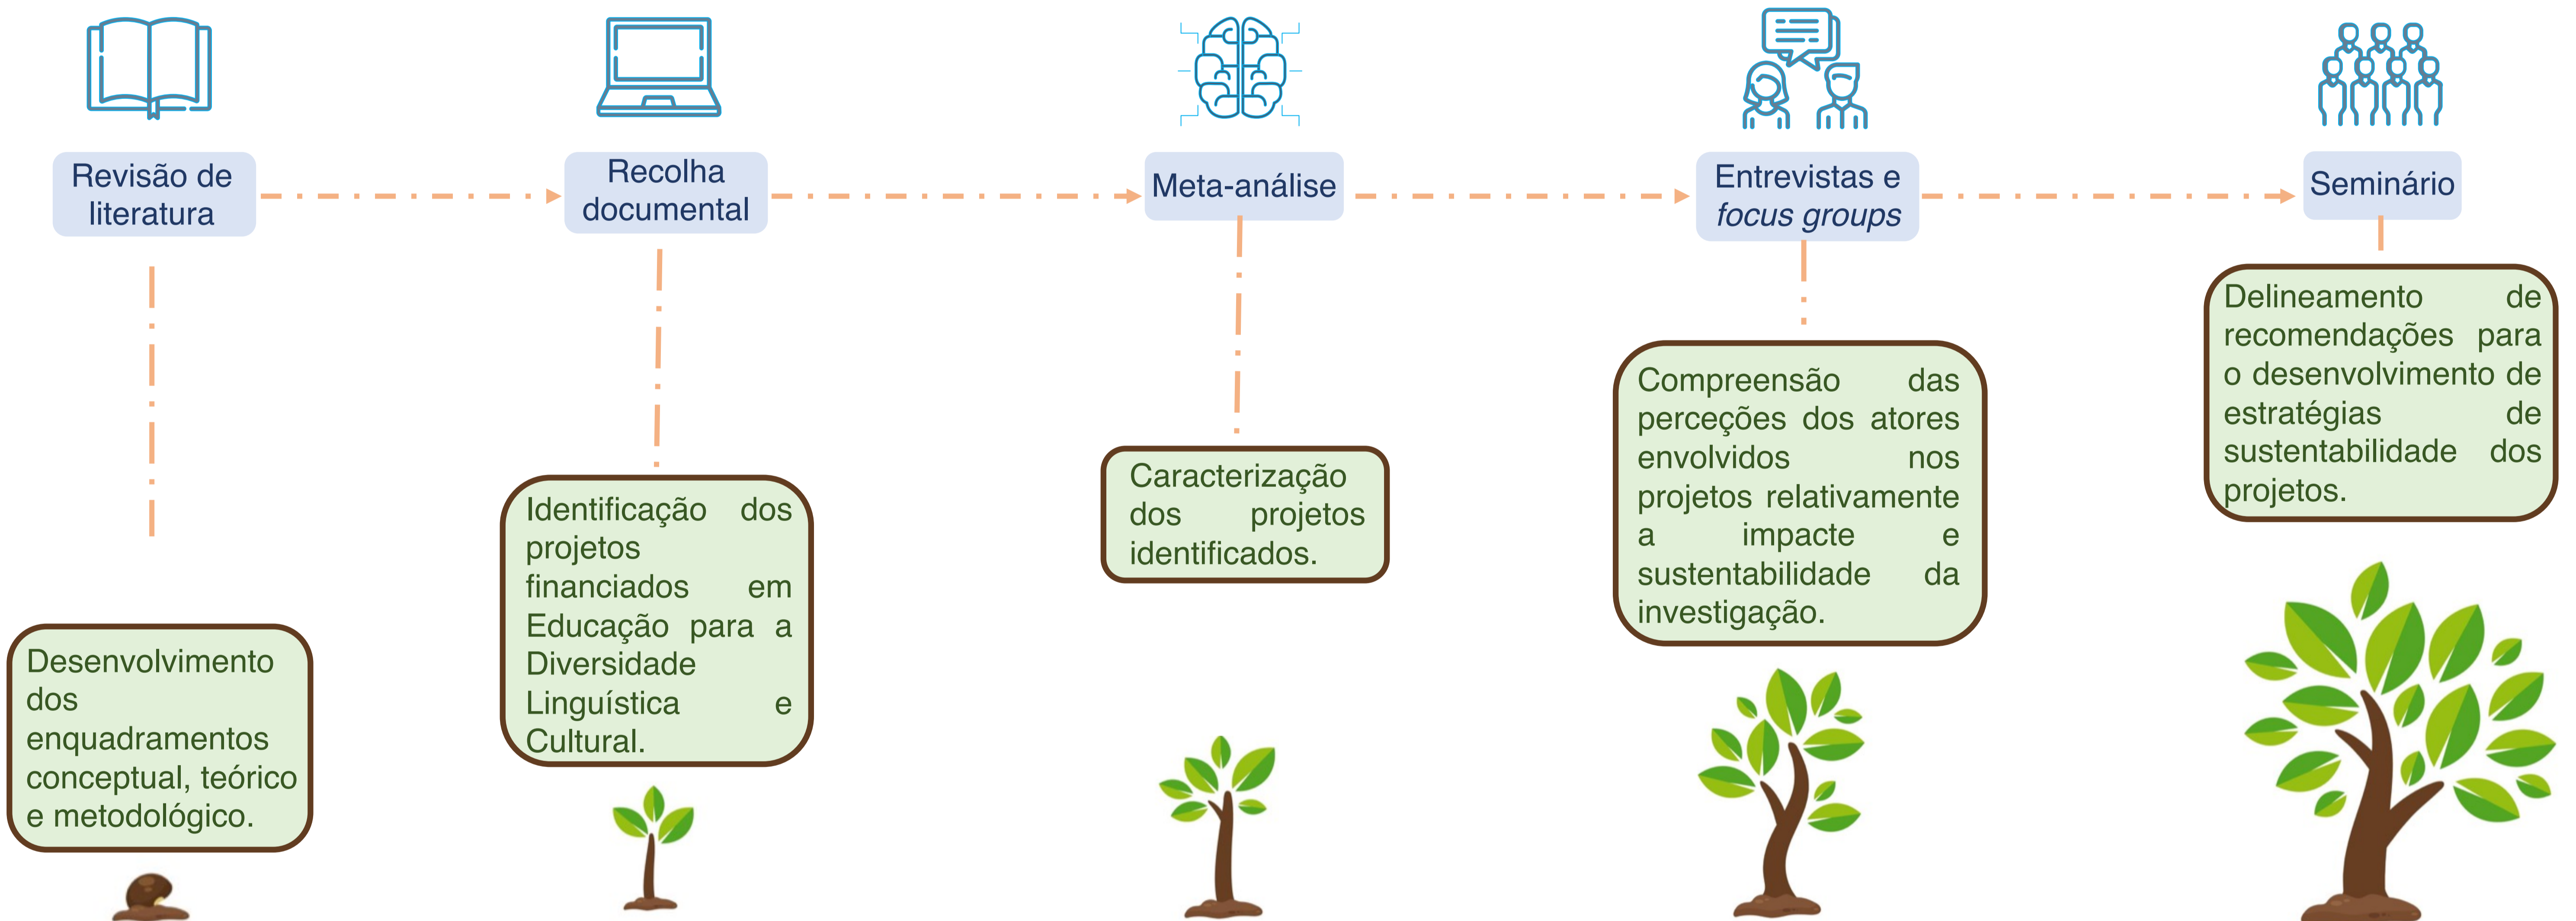 Revisão de
literatura
Recolha
documental
Meta-análise
Entrevistas e
focus groups
Seminário
Desenvolvimento
dos
enquadramentos
conceptual, teórico
e metodológico.
Identificação dos
projetos
financiados em
Educação para a
Diversidade
Linguística e
Cultural.
Caracterização
dos projetos
identificados.
Compreensão das
perceções dos atores
envolvidos nos
projetos relativamente
a impacte e
sustentabilidade da
investigação.
Delineamento de
recomendações para
o desenvolvimento de
estratégias de
sustentabilidade dos
projetos.